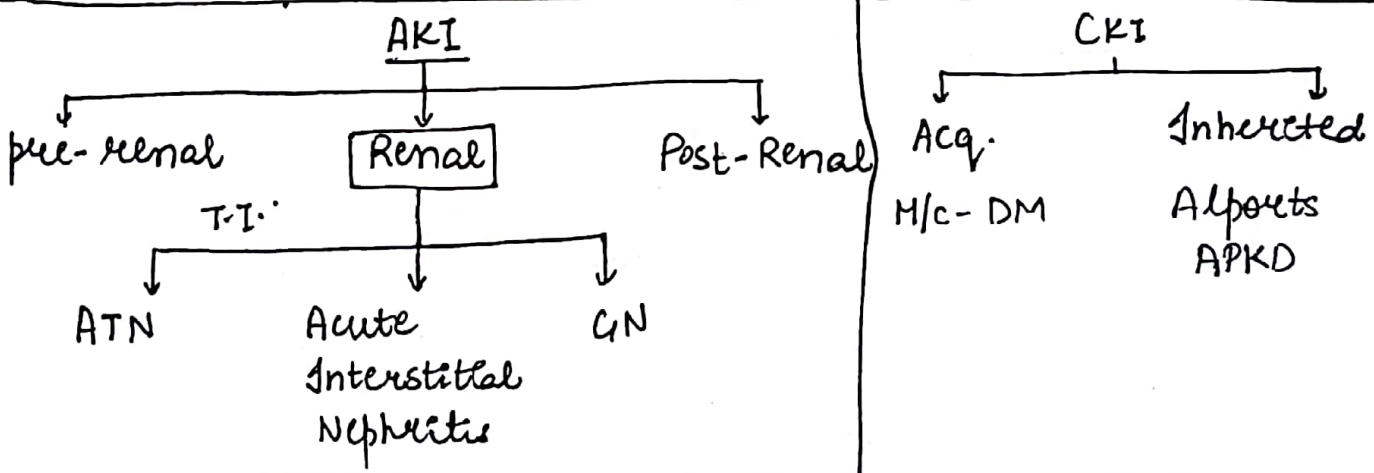 AKI
pre-renal
Renal
Post-Renal
T.I.
ATN
Acute
Interstitial
Nephritis
GN
CKI
Acq.
M/c - DM
Inherited
Alports
APKD